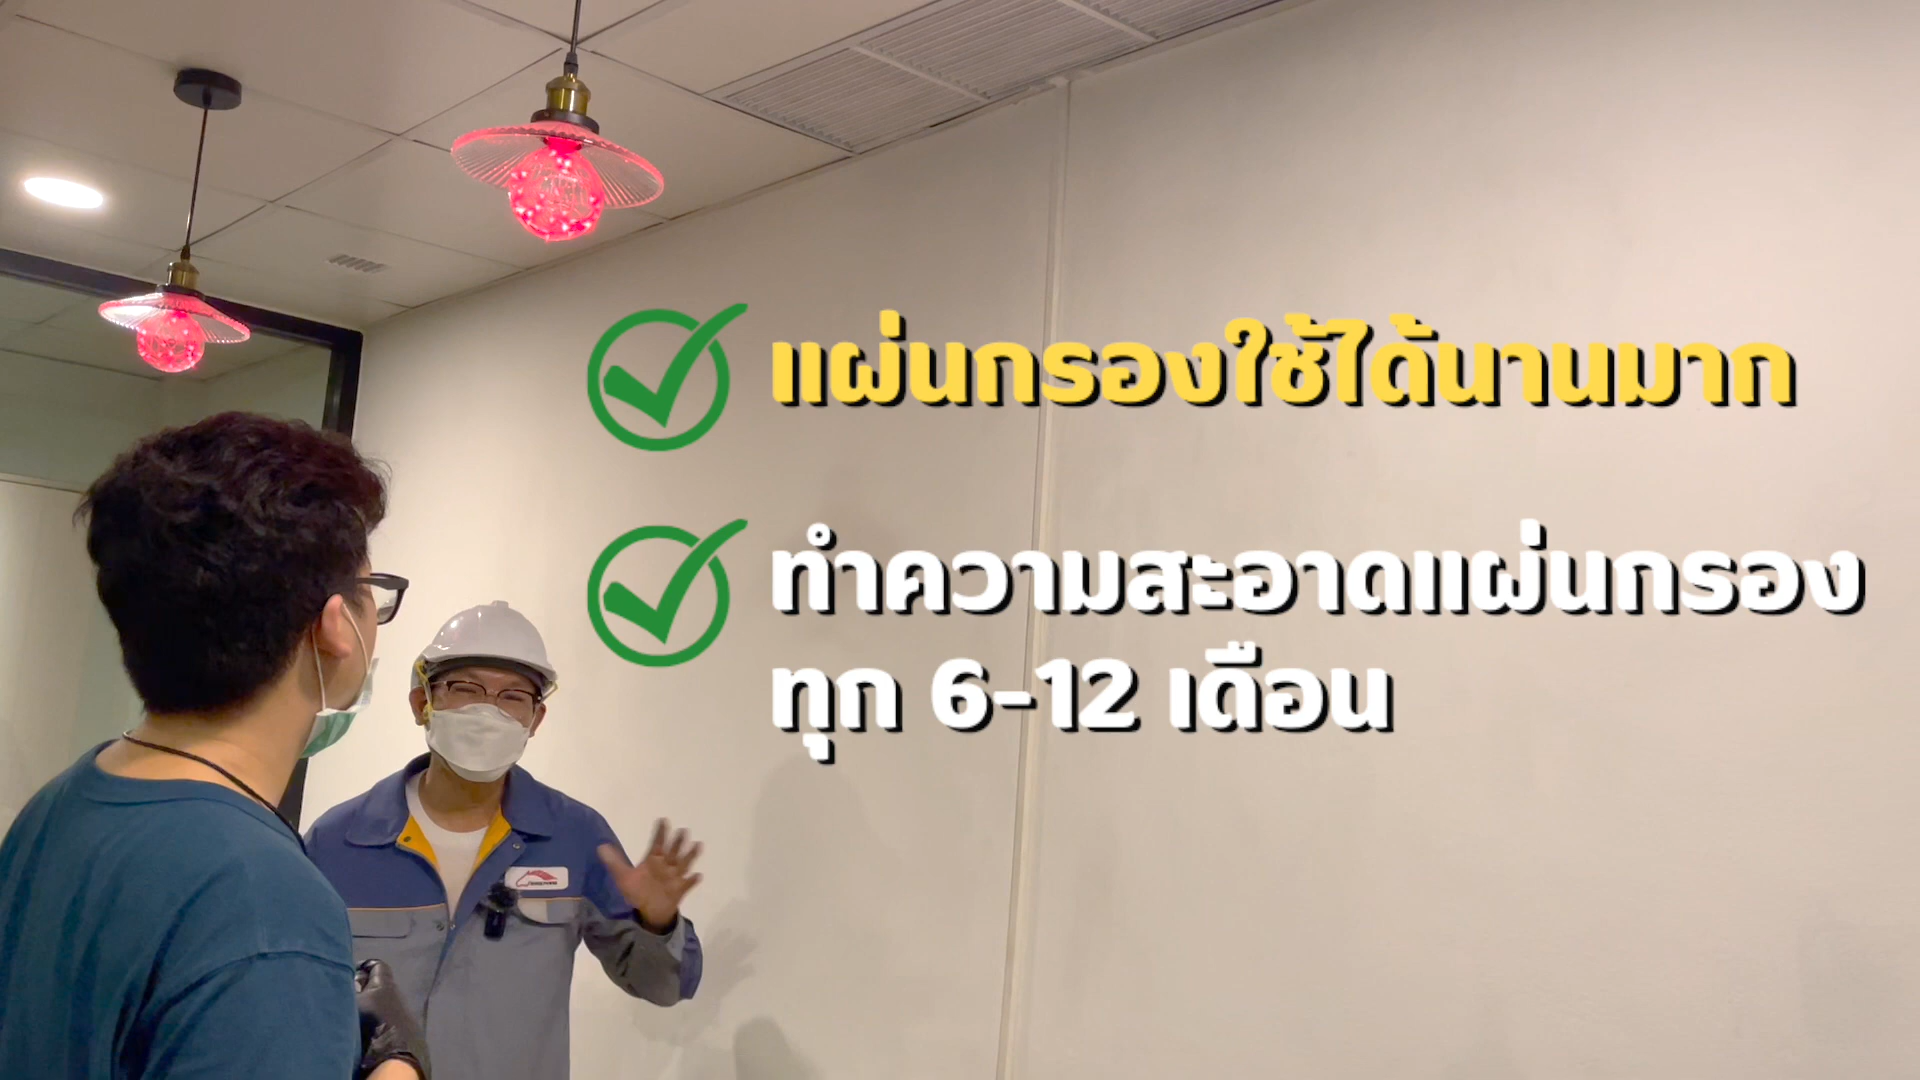 แผ่นกรองใช้ได้นานมาก
ทำความสะอาดแผ่นกรอง
ทุก 6-12 เดือน